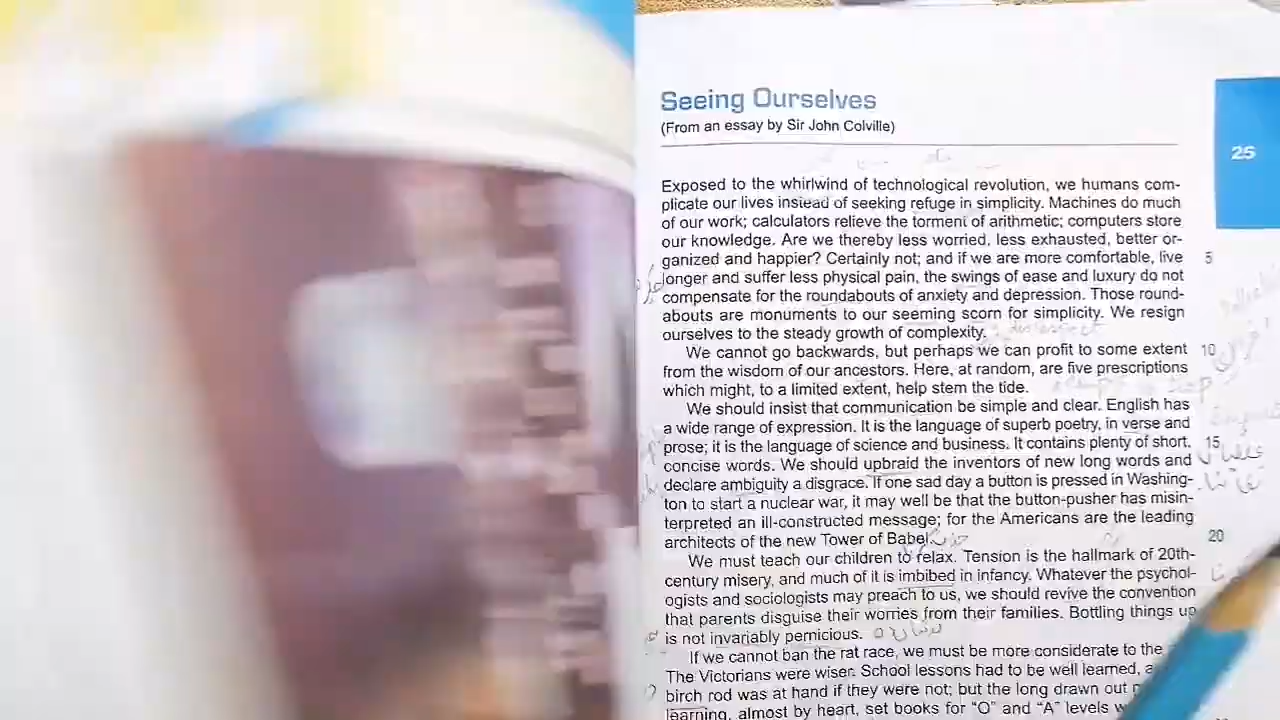 Seeing Ourselves
(From an essay by Sir John Colville)
25
Exposed to the whirlwind of technological revolution, we humans com-
plicate our lives instead of seeking refuge in simplicity. Machines do much
of our work; calculators relieve the torment of arithmetic; computers store
our knowledge. Are we thereby less worried, less exhausted, better or-
ganized and happier? Certainly not; and if we are more comfortable, live 5
longer and suffer less physical pain, the swings of ease and luxury do not
compensate for the roundabouts of anxiety and depression. Those round-
abouts are monuments to our seeming scorn for simplicity. We resign
ourselves to the steady growth of complexity.
We cannot go backwards, but perhaps we can profit to some extent 10
from the wisdom of our ancestors. Here, at random, are five prescriptions
which might, to a limited extent, help stem the tide.
We should insist that communication be simple and clear. English has
a wide range of expression. It is the language of superb poetry, in verse and
prose; it is the language of science and business. It contains plenty of short, 15
concise words. We should upbraid the inventors of new long words and
declare ambiguity a disgrace. If one sad day a button is pressed in Washing-
ton to start a nuclear war, it may well be that the button-pusher has misin-
terpreted an ill-constructed message; for the Americans are the leading
architects of the new Tower of Babel. 20
We must teach our children to relax. Tension is the hallmark of 20th-
century misery, and much of it is imbibed in infancy. Whatever the psychol-
ogists and sociologists may preach to us, we should revive the convention
that parents disguise their worries from their families. Bottling things up
is not invariably pernicious.
If we cannot ban the rat race, we must be more considerate to the
The Victorians were wiser. School lessons had to be well learned, a
birch rod was at hand if they were not; but the long drawn out
learning, almost by heart, set books for "O" and "A" levels w